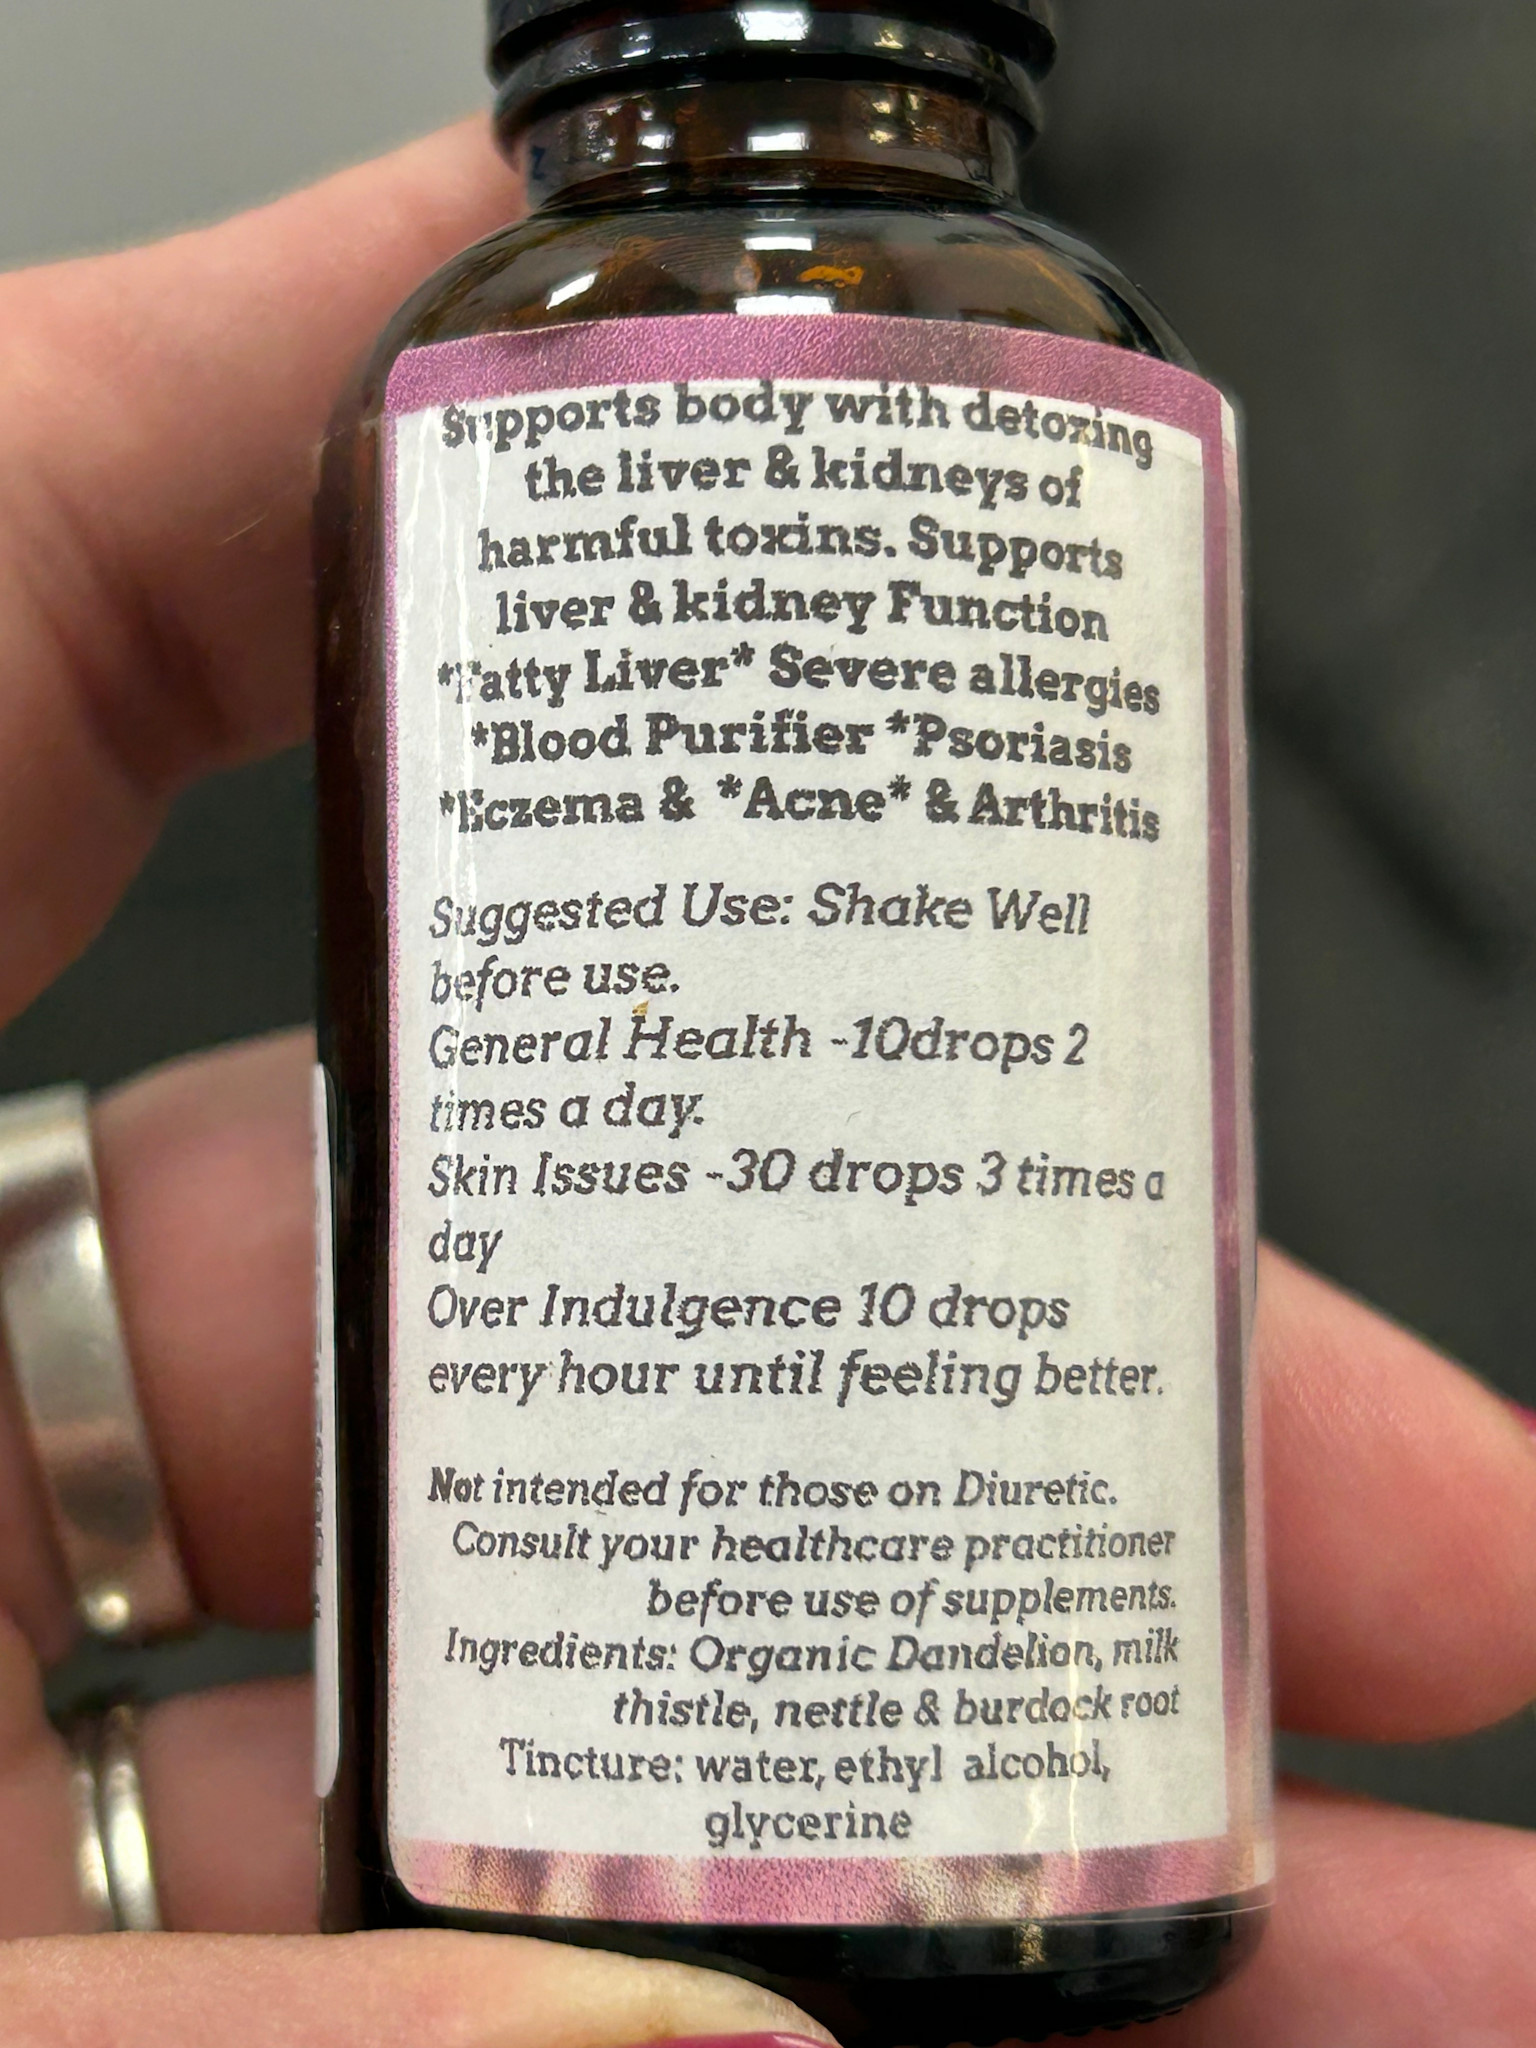 Supports body with detoxing
the liver & kidneys of
harmful toxins. Supports
liver & kidney Function
*Fatty Liver* Severe allergies
*Blood Purifier *Psoriasis
*Eczema & *Acne* & Arthritis
Suggested Use: Shake Well
before use.
General Health -10drops 2
times a day.
Skin Issues -30 drops 3 times a
day
Over Indulgence 10 drops
every hour until feeling better.
Not intended for those on Diuretic.
Consult your healthcare practitioner
before use of supplements.
Ingredients: Organic Dandelion, milk
thistle, nettle & burdock root
Tincture: water, ethyl alcohol,
glycerine